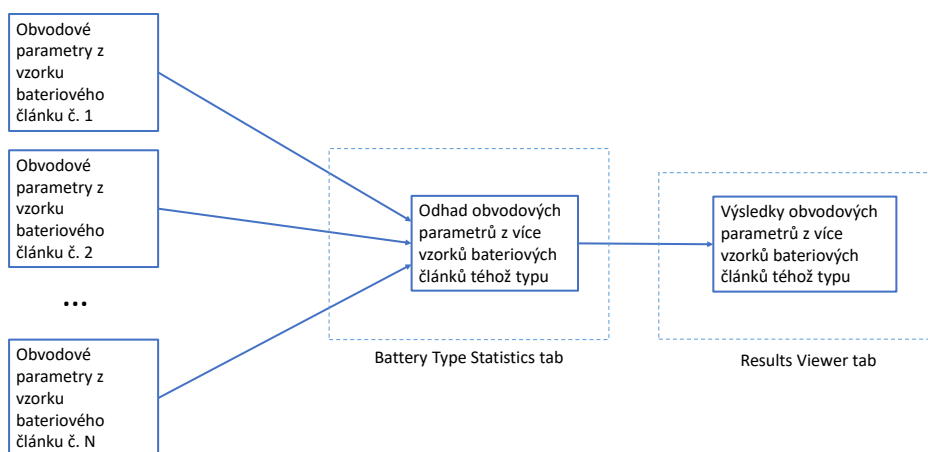 Obvodové
parametry z
vzorku
bateriového
článku č. 1
Obvodové
parametry z
vzorku
bateriového
článku č. 2
...
Obvodové
parametry z
vzorku
bateriového
článku č. N
Odhad obvodových
parametrů z více
vzorků bateriových
článků téhož typu
Battery Type Statistics tab
Výsledky obvodových
parametrů z více
vzorků bateriových
článků téhož typu
Results Viewer tab